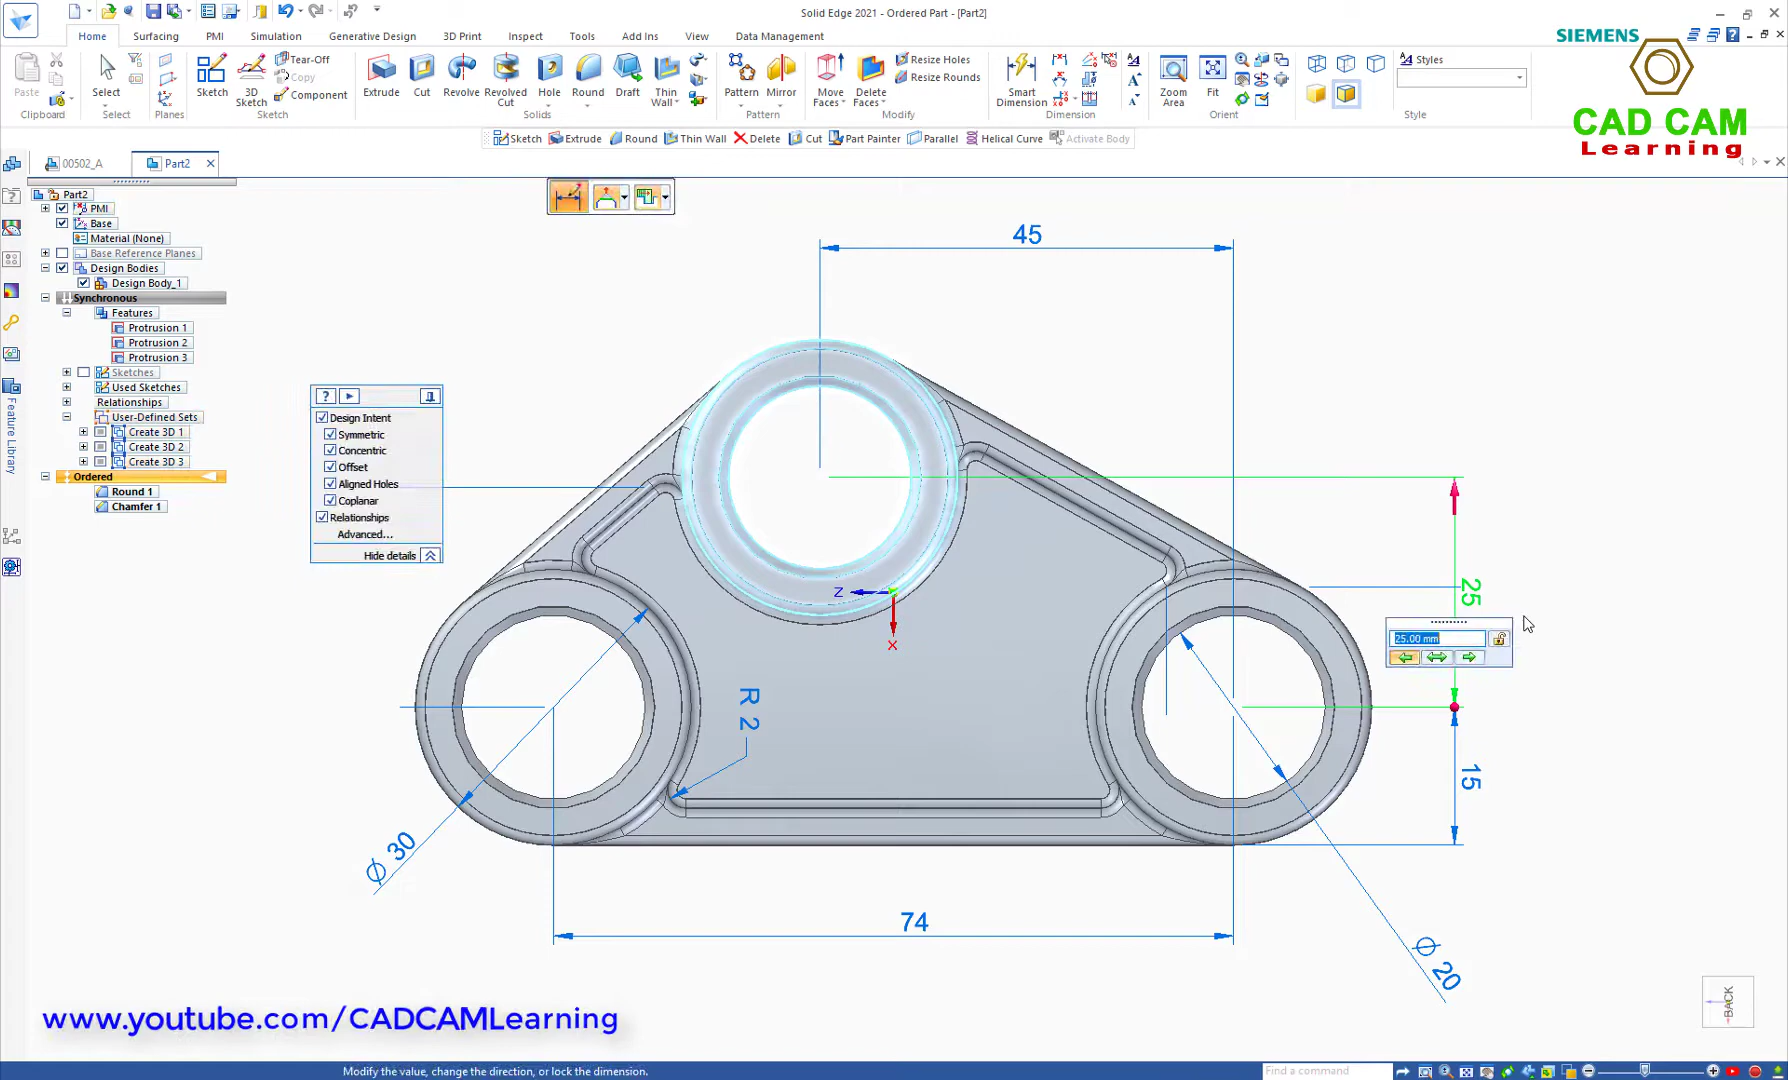 Solid Edge 2021 - Ordered Part - [Part2]
Home Surfacing PMI Simulation Generative Design 3D Print Inspect Tools Add Ins View Data Management
SIEMENS
Paste
Clipboard
Select
Select
Planes
Tear-Off
Copy
Component
Sketch
3D Sketch
Sketch
Extrude
Cut
Revolve
Revolved Cut
Hole
Round
Draft
Thin Wall
Solids
Pattern
Mirror
Pattern
Move Faces
Delete Faces
Resize Holes
Resize Rounds
Modify
Smart Dimension
Dimension
Zoom Area
Fit
Orient
Styles
Style
CAD CAM
Learning
Sketch Extrude Round Thin Wall Delete Cut Part Painter Parallel Helical Curve Activate Body
00502_A
Part2
Part2
PMI
Base
Material (None)
Base Reference Planes
Design Bodies
Design Body_1
Synchronous
Features
Protrusion 1
Protrusion 2
Protrusion 3
Sketches
Used Sketches
Relationships
User-Defined Sets
Create 3D 1
Create 3D 2
Create 3D 3
Ordered
Round 1
Chamfer 1
Feature Library
Design Intent
Symmetric
Concentric
Offset
Aligned Holes
Coplanar
Relationships
Advanced...
Hide details
45
25
25.00 mm
15
R 2
Z
X
Ø 30
74
Ø 20
BACK
www.youtube.com/CADCAMLearning
Modify the value, change the direction, or lock the dimension.
Find a command